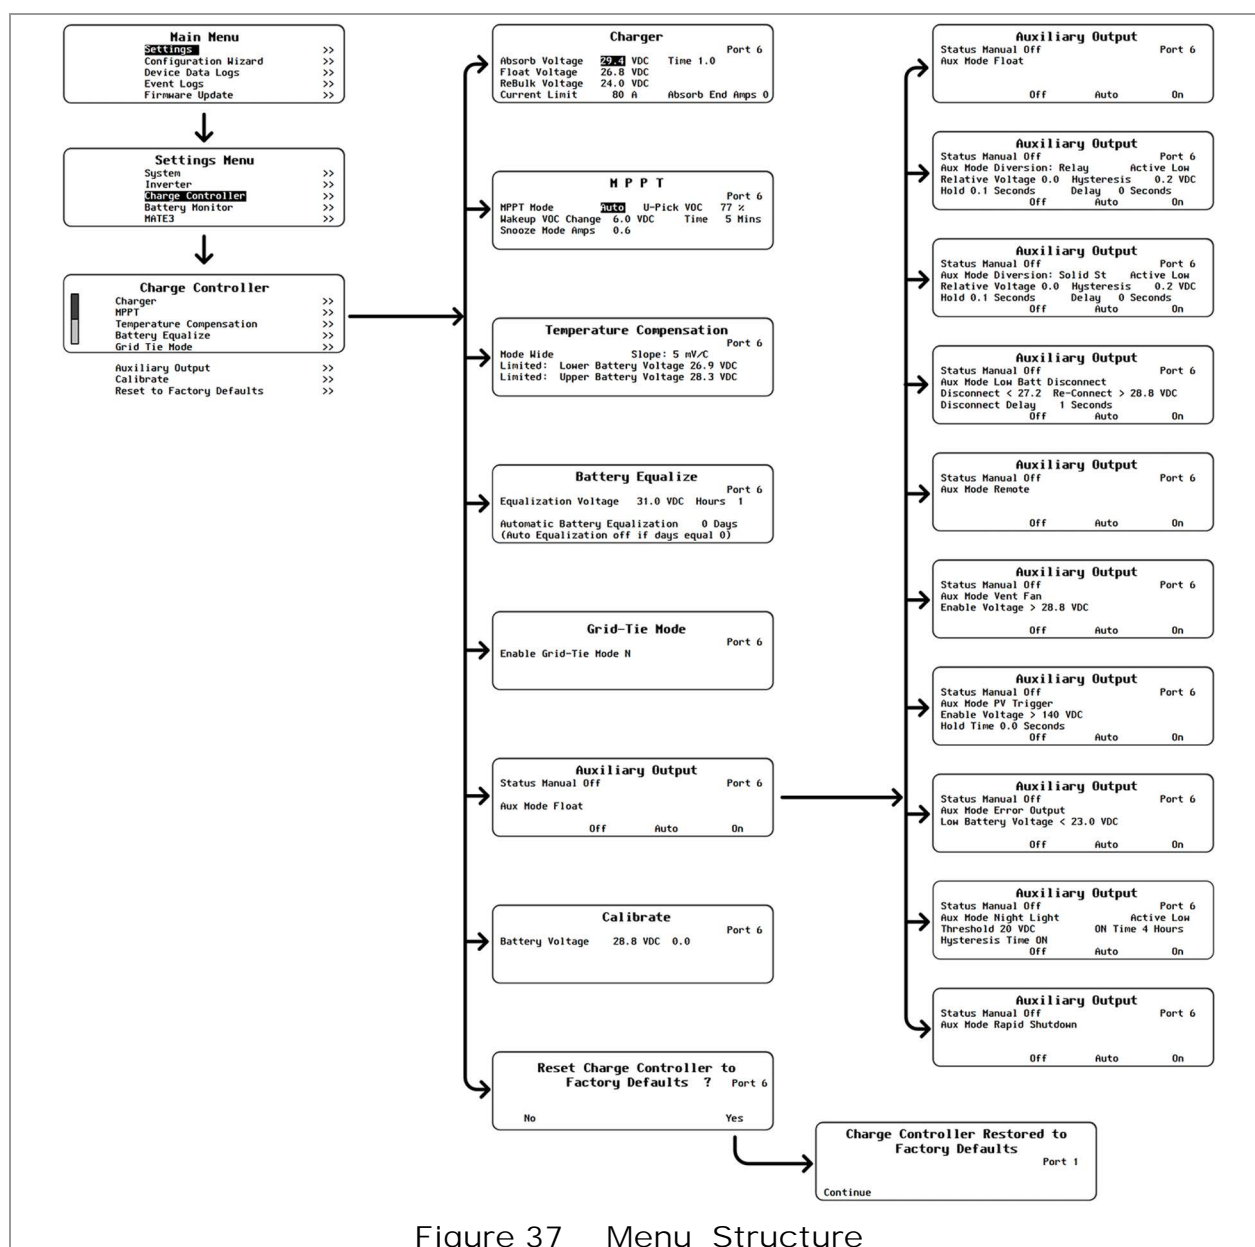 Main Menu
Settings >>
Configuration Wizard >>
Device Data Logs >>
Event Logs >>
Firmware Update >>
Settings Menu
System >>
Inverter >>
Charge Controller >>
Battery Monitor >>
MATE3 >>
Charge Controller
Charger >>
MPPT >>
Temperature Compensation >>
Battery Equalize >>
Grid Tie Mode >>
Auxiliary Output >>
Calibrate >>
Reset to Factory Defaults >>
Charger
Port 6
Absorb Voltage 29.4 VDC Time 1.0
Float Voltage 26.8 VDC
ReBulk Voltage 24.0 VDC
Current Limit 80 A Absorb End Amps 0
M P P T
Port 6
MPPT Mode Auto U-Pick VOC 77 %
Wakeup VOC Change 6.0 VDC Time 5 Mins
Snooze Mode Amps 0.6
Temperature Compensation
Port 6
Mode Wide Slope: 5 mV/C
Limited: Lower Battery Voltage 26.9 VDC
Limited: Upper Battery Voltage 28.3 VDC
Battery Equalize
Port 6
Equalization Voltage 31.0 VDC Hours 1
Automatic Battery Equalization 0 Days
(Auto Equalization off if days equal 0)
Grid-Tie Mode
Port 6
Enable Grid-Tie Mode N
Auxiliary Output
Status Manual Off Port 6
Aux Mode Float
Off Auto On
Calibrate
Port 6
Battery Voltage 28.8 VDC 0.0
Reset Charge Controller to
Factory Defaults ? Port 6
No Yes
Charge Controller Restored to
Factory Defaults
Port 1
Continue
Auxiliary Output
Status Manual Off Port 6
Aux Mode Float
Off Auto On
Auxiliary Output
Status Manual Off Port 6
Aux Mode Diversion: Relay Active Low
Relative Voltage 0.0 Hysteresis 0.2 VDC
Hold 0.1 Seconds Delay 0 Seconds
Off Auto On
Auxiliary Output
Status Manual Off Port 6
Aux Mode Diversion: Solid St Active Low
Relative Voltage 0.0 Hysteresis 0.2 VDC
Hold 0.1 Seconds Delay 0 Seconds
Off Auto On
Auxiliary Output
Status Manual Off Port 6
Aux Mode Low Batt Disconnect
Disconnect < 27.2 Re-Connect > 28.8 VDC
Disconnect Delay 1 Seconds
Off Auto On
Auxiliary Output
Status Manual Off Port 6
Aux Mode Remote
Off Auto On
Auxiliary Output
Status Manual Off Port 6
Aux Mode Vent Fan
Enable Voltage > 28.8 VDC
Off Auto On
Auxiliary Output
Status Manual Off Port 6
Aux Mode PV Trigger
Enable Voltage > 140 VDC
Hold Time 0.0 Seconds
Off Auto On
Auxiliary Output
Status Manual Off Port 6
Aux Mode Error Output
Low Battery Voltage < 23.0 VDC
Off Auto On
Auxiliary Output
Status Manual Off Port 6
Aux Mode Night Light Active Low
Threshold 20 VDC ON Time 4 Hours
Hysteresis Time ON
Off Auto On
Auxiliary Output
Status Manual Off Port 6
Aux Mode Rapid Shutdown
Off Auto On
Figure 37 Menu Structure